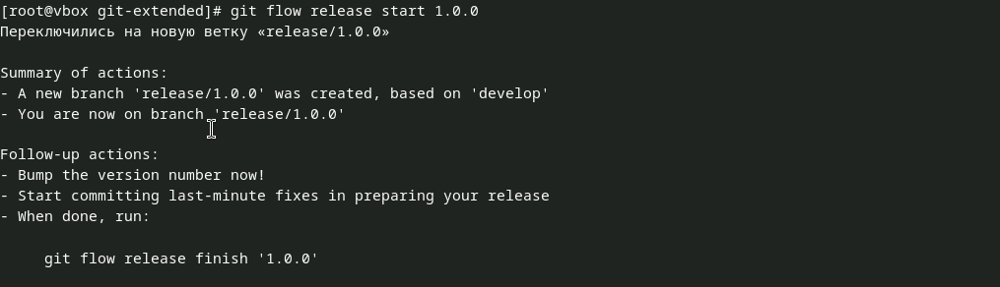 [root@vbox git-extended]# git flow release start 1.0.0
Переключились на новую ветку «release/1.0.0»
Summary of actions:
- A new branch 'release/1.0.0' was created, based on 'develop'
- You are now on branch 'release/1.0.0'
Follow-up actions:
- Bump the version number now!
- Start committing last-minute fixes in preparing your release
- When done, run:
git flow release finish '1.0.0'